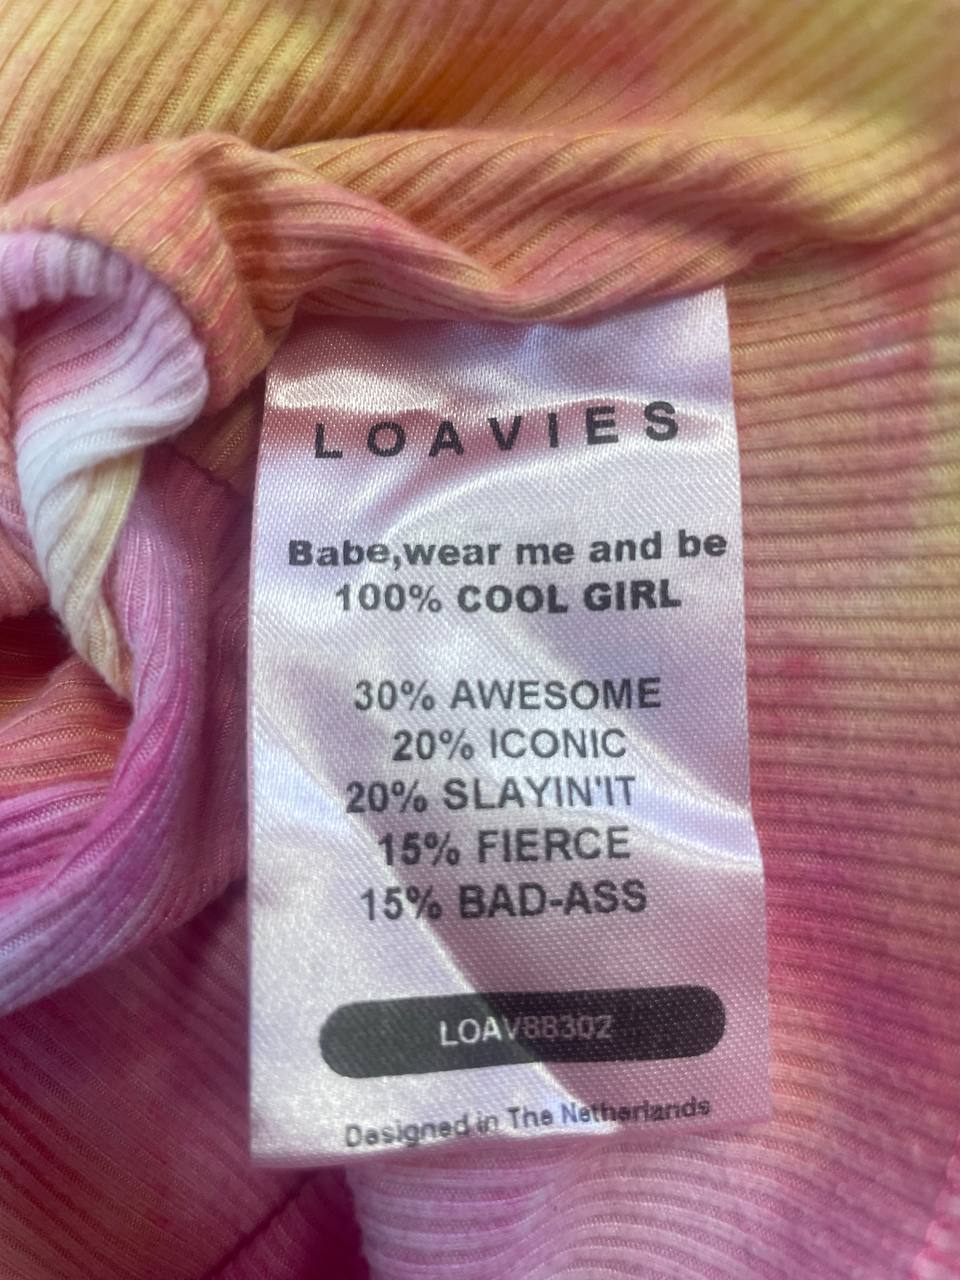 LOAVIES
Babe,wear me and be
100% COOL GIRL
30% AWESOME
20% ICONIC
20% SLAYIN'IT
15% FIERCE
15% BAD-ASS
LOAV88302
Designed in The Netherlands